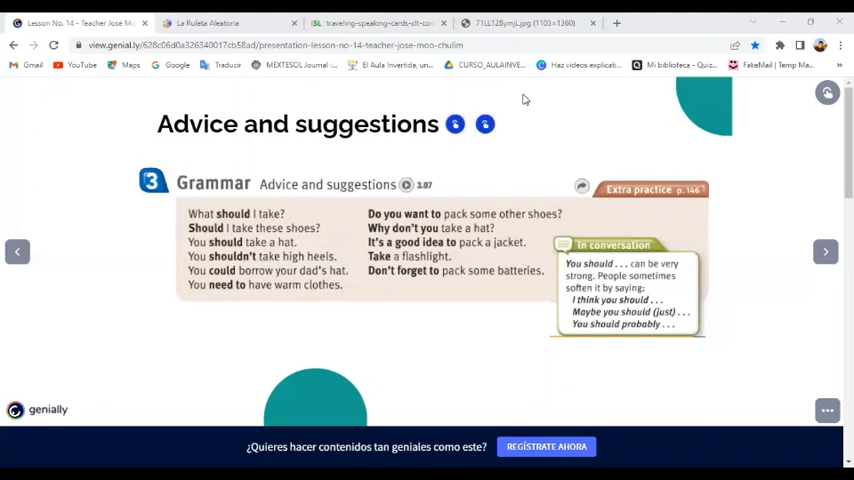 Lesson No. 14 - Teacher José Mo
La Ruleta Aleatoria
iSL traveling-speaking-cards-clt-con
71LL12BymjL.jpg (1103×1360)
view.genial.ly/628c06d0a326340017cb58ad/presentation-lesson-no-14-teacher-jose-moo-chulim
Gmail YouTube Maps Google Traducir MEXTESOL Journal :... El Aula Invertida, un... CURSO_AULAINVE... Haz videos explicati... Mi biblioteca - Quiz... FakeMail | Temp Ma... »
Advice and suggestions
3 Grammar Advice and suggestions 3.07
Extra practice p. 146
What should I take?
Should I take these shoes?
You should take a hat.
You shouldn't take high heels.
You could borrow your dad's hat.
You need to have warm clothes.
Do you want to pack some other shoes?
Why don't you take a hat?
It's a good idea to pack a jacket.
Take a flashlight.
Don't forget to pack some batteries.
In conversation
You should . . . can be very
strong. People sometimes
soften it by saying:
I think you should . . .
Maybe you should (just) . . .
You should probably . . .
genially
¿Quieres hacer contenidos tan geniales como este? REGÍSTRATE AHORA